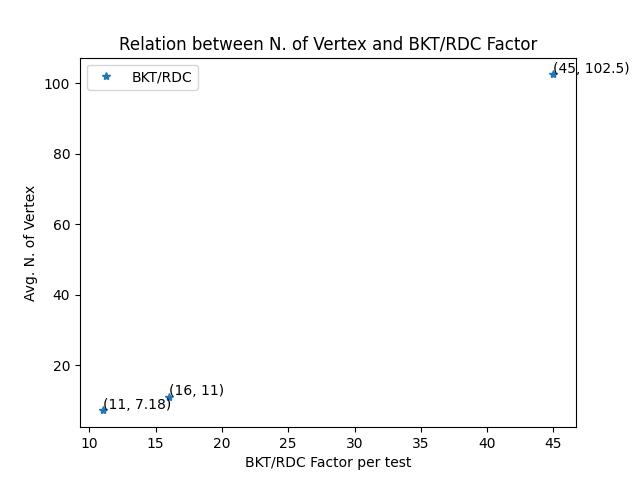 Relation between N. of Vertex and BKT/RDC Factor
BKT/RDC
(45, 102.5)
100
80
60
40
20
Avg. N. of Vertex
(16, 11)
(11, 7.18)
10 15 20 25 30 35 40 45
BKT/RDC Factor per test